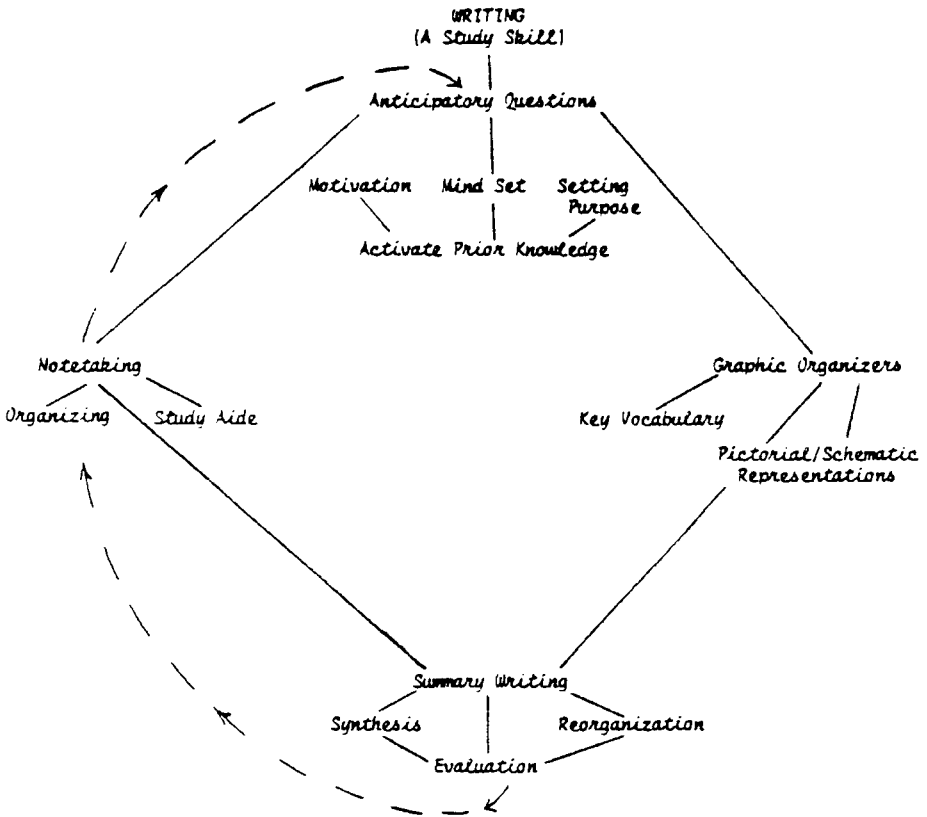 WRITING
(A Study Skill)
Anticipatory Questions
Motivation Mind Set Setting
Purpose
Activate Prior Knowledge
Notetaking Graphic Organizers
Organizing Study Aide Key Vocabulary
Pictorial/Schematic
Representations
Summary Writing
Synthesis Reorganization
Evaluation